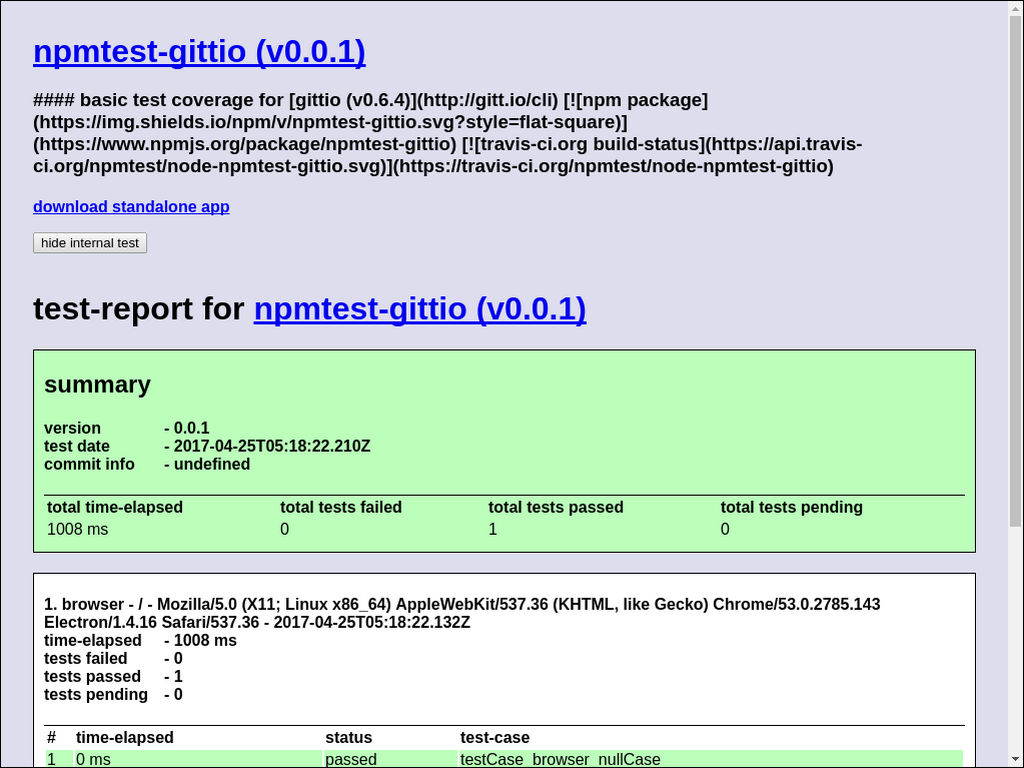 npmtest-gittio (v0.0.1)
#### basic test coverage for [gittio (v0.6.4)](http://gitt.io/cli) [![npm package]
(https://img.shields.io/npm/v/npmtest-gittio.svg?style=flat-square)]
(https://www.npmjs.org/package/npmtest-gittio) [![travis-ci.org build-status](https://api.travis-
ci.org/npmtest/node-npmtest-gittio.svg)](https://travis-ci.org/npmtest/node-npmtest-gittio)
download standalone app
hide internal test
test-report for npmtest-gittio (v0.0.1)
summary
version - 0.0.1
test date - 2017-04-25T05:18:22.210Z
commit info - undefined
total time-elapsed total tests failed total tests passed total tests pending
1008 ms 0 1 0
1. browser - / - Mozilla/5.0 (X11; Linux x86_64) AppleWebKit/537.36 (KHTML, like Gecko) Chrome/53.0.2785.143
Electron/1.4.16 Safari/537.36 - 2017-04-25T05:18:22.132Z
time-elapsed - 1008 ms
tests failed - 0
tests passed - 1
tests pending - 0
# time-elapsed status test-case
1 0 ms passed testCase_browser_nullCase